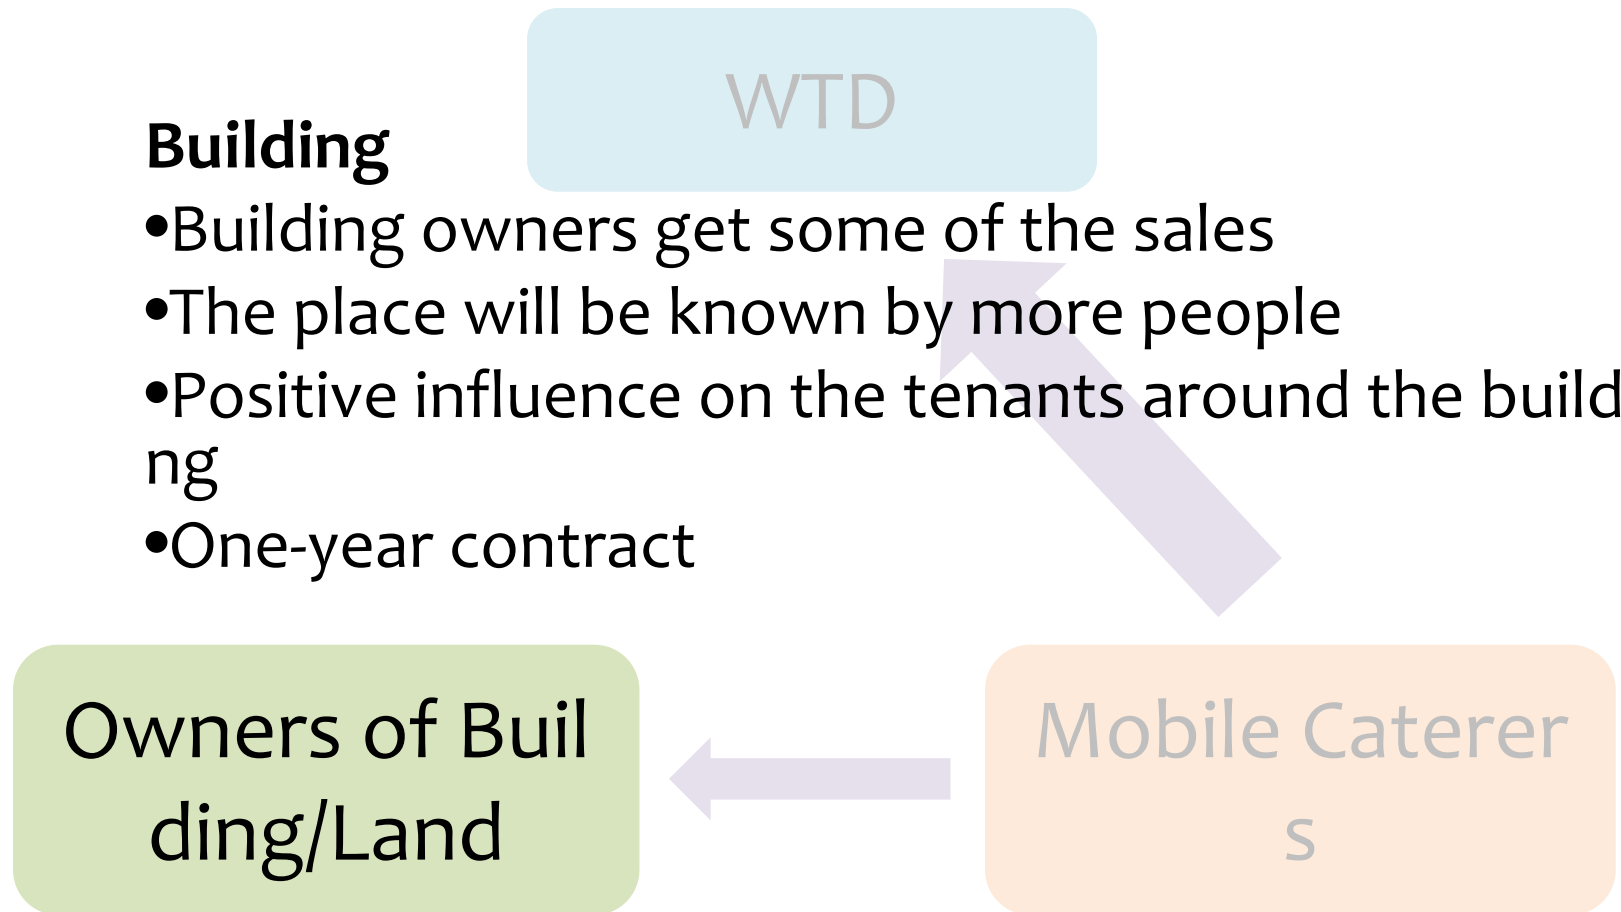 WTD
Building
•Building owners get some of the sales
•The place will be known by more people
•Positive influence on the tenants around the build
ng
•One-year contract
Owners of Buil
ding/Land
Mobile Caterer
s